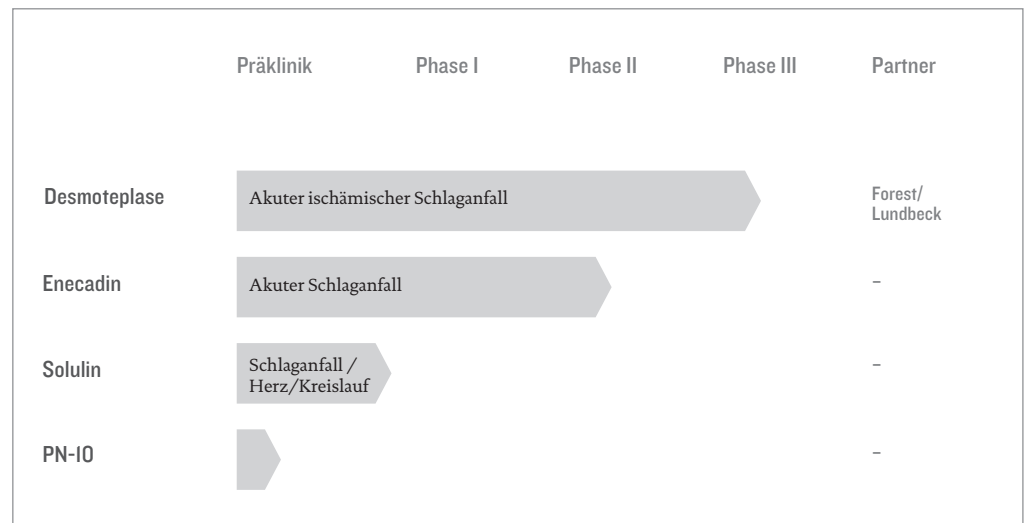 Präklinik Phase I Phase II Phase III Partner
Desmoteplase Akuter ischämischer Schlaganfall Forest/
Lundbeck
Enecadin Akuter Schlaganfall –
Solulin Schlaganfall / –
Herz/Kreislauf
PN-10 –